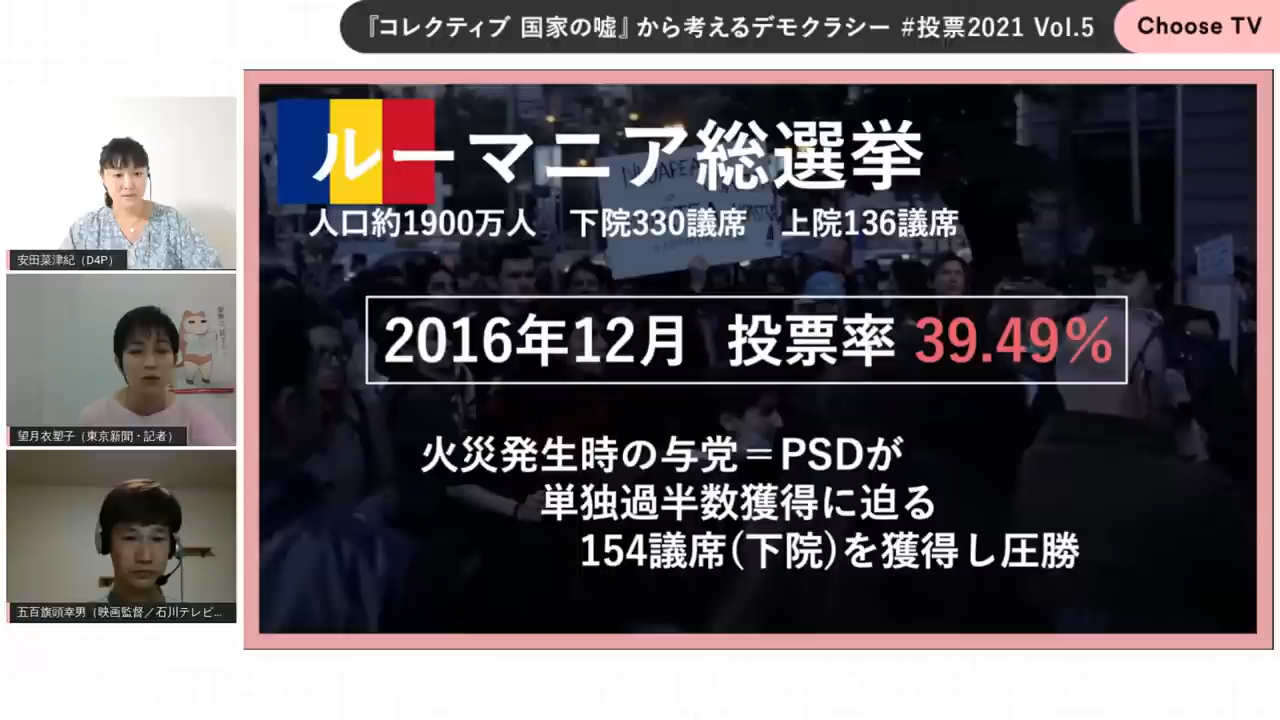 『コレクティブ 国家の嘘』から考えるデモクラシー #投票2021 Vol.5
Choose TV
ルーマニア総選挙
人口約1900万人 下院330議席 上院136議席
2016年12月 投票率 39.49%
火災発生時の与党＝PSDが
単独過半数獲得に迫る
154議席(下院)を獲得し圧勝
安田菜津紀（D4P）
望月衣塑子（東京新聞・記者）
五百旗頭幸男（映画監督／石川テレビ...